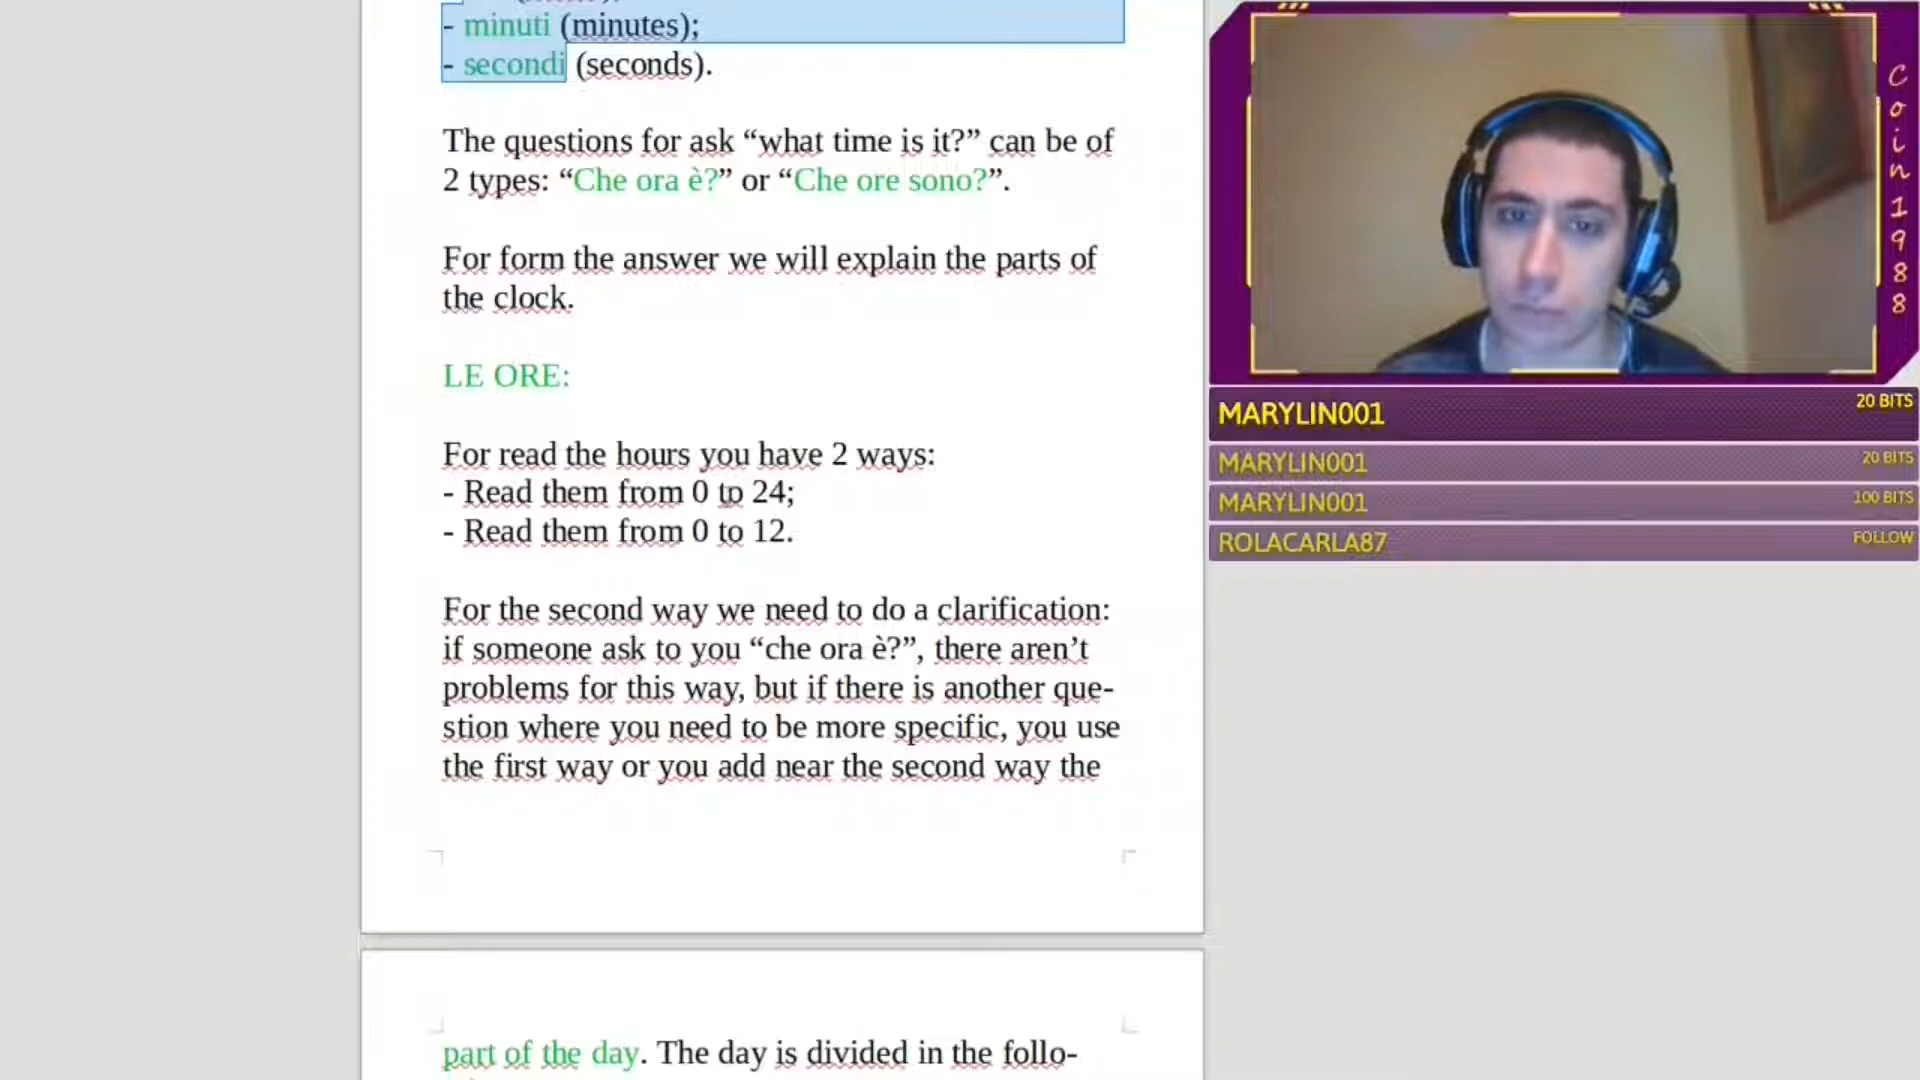 - minuti (minutes);
- secondi (seconds).
The questions for ask “what time is it?” can be of
2 types: “Che ora è?” or “Che ore sono?”.
For form the answer we will explain the parts of
the clock.
LE ORE:
For read the hours you have 2 ways:
- Read them from 0 to 24;
- Read them from 0 to 12.
For the second way we need to do a clarification:
if someone ask to you “che ora è?”, there aren’t
problems for this way, but if there is another que-
stion where you need to be more specific, you use
the first way or you add near the second way the
part of the day. The day is divided in the follo-
Coin1988
MARYLIN001 20 BITS
MARYLIN001 20 BITS
MARYLIN001 100 BITS
ROLACARLA87 FOLLOW